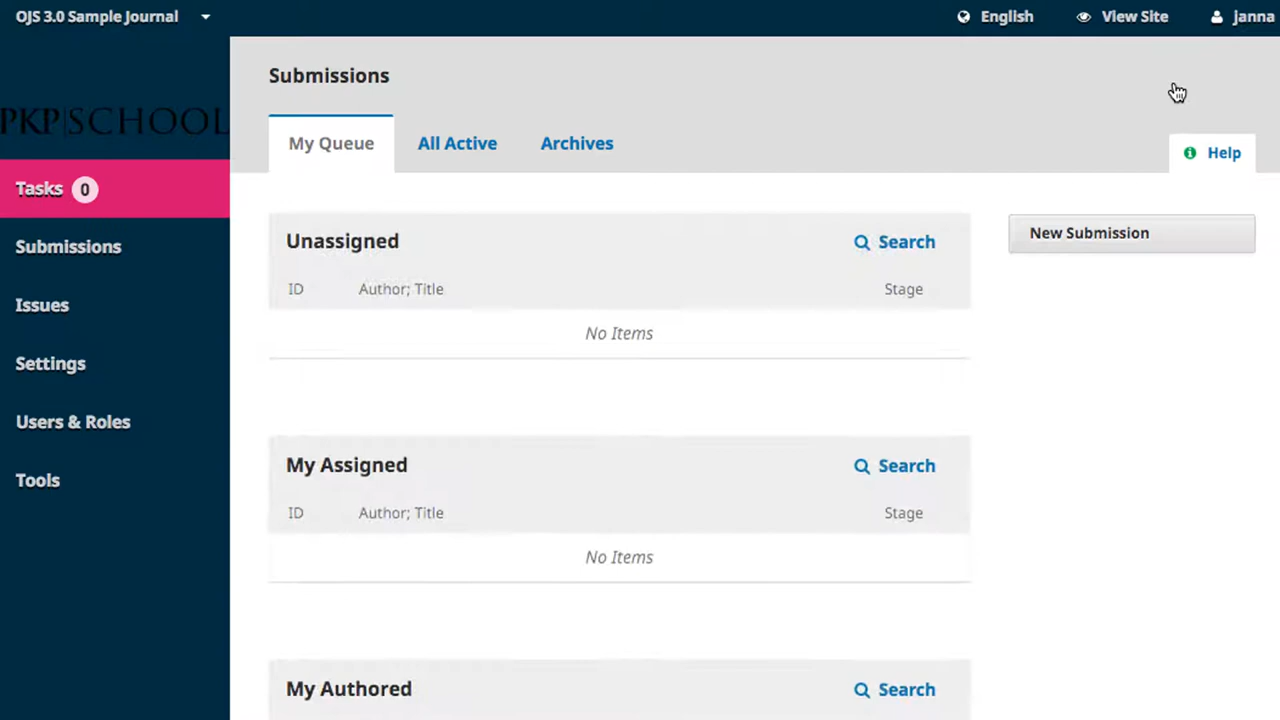 OJS 3.0 Sample Journal
English
View Site
Janna
PKP|SCHOOL
Tasks 0
Submissions
Issues
Settings
Users & Roles
Tools
Submissions
My Queue
All Active
Archives
Help
New Submission
Unassigned
Search
ID Author; Title Stage
No Items
My Assigned
Search
ID Author; Title Stage
No Items
My Authored
Search